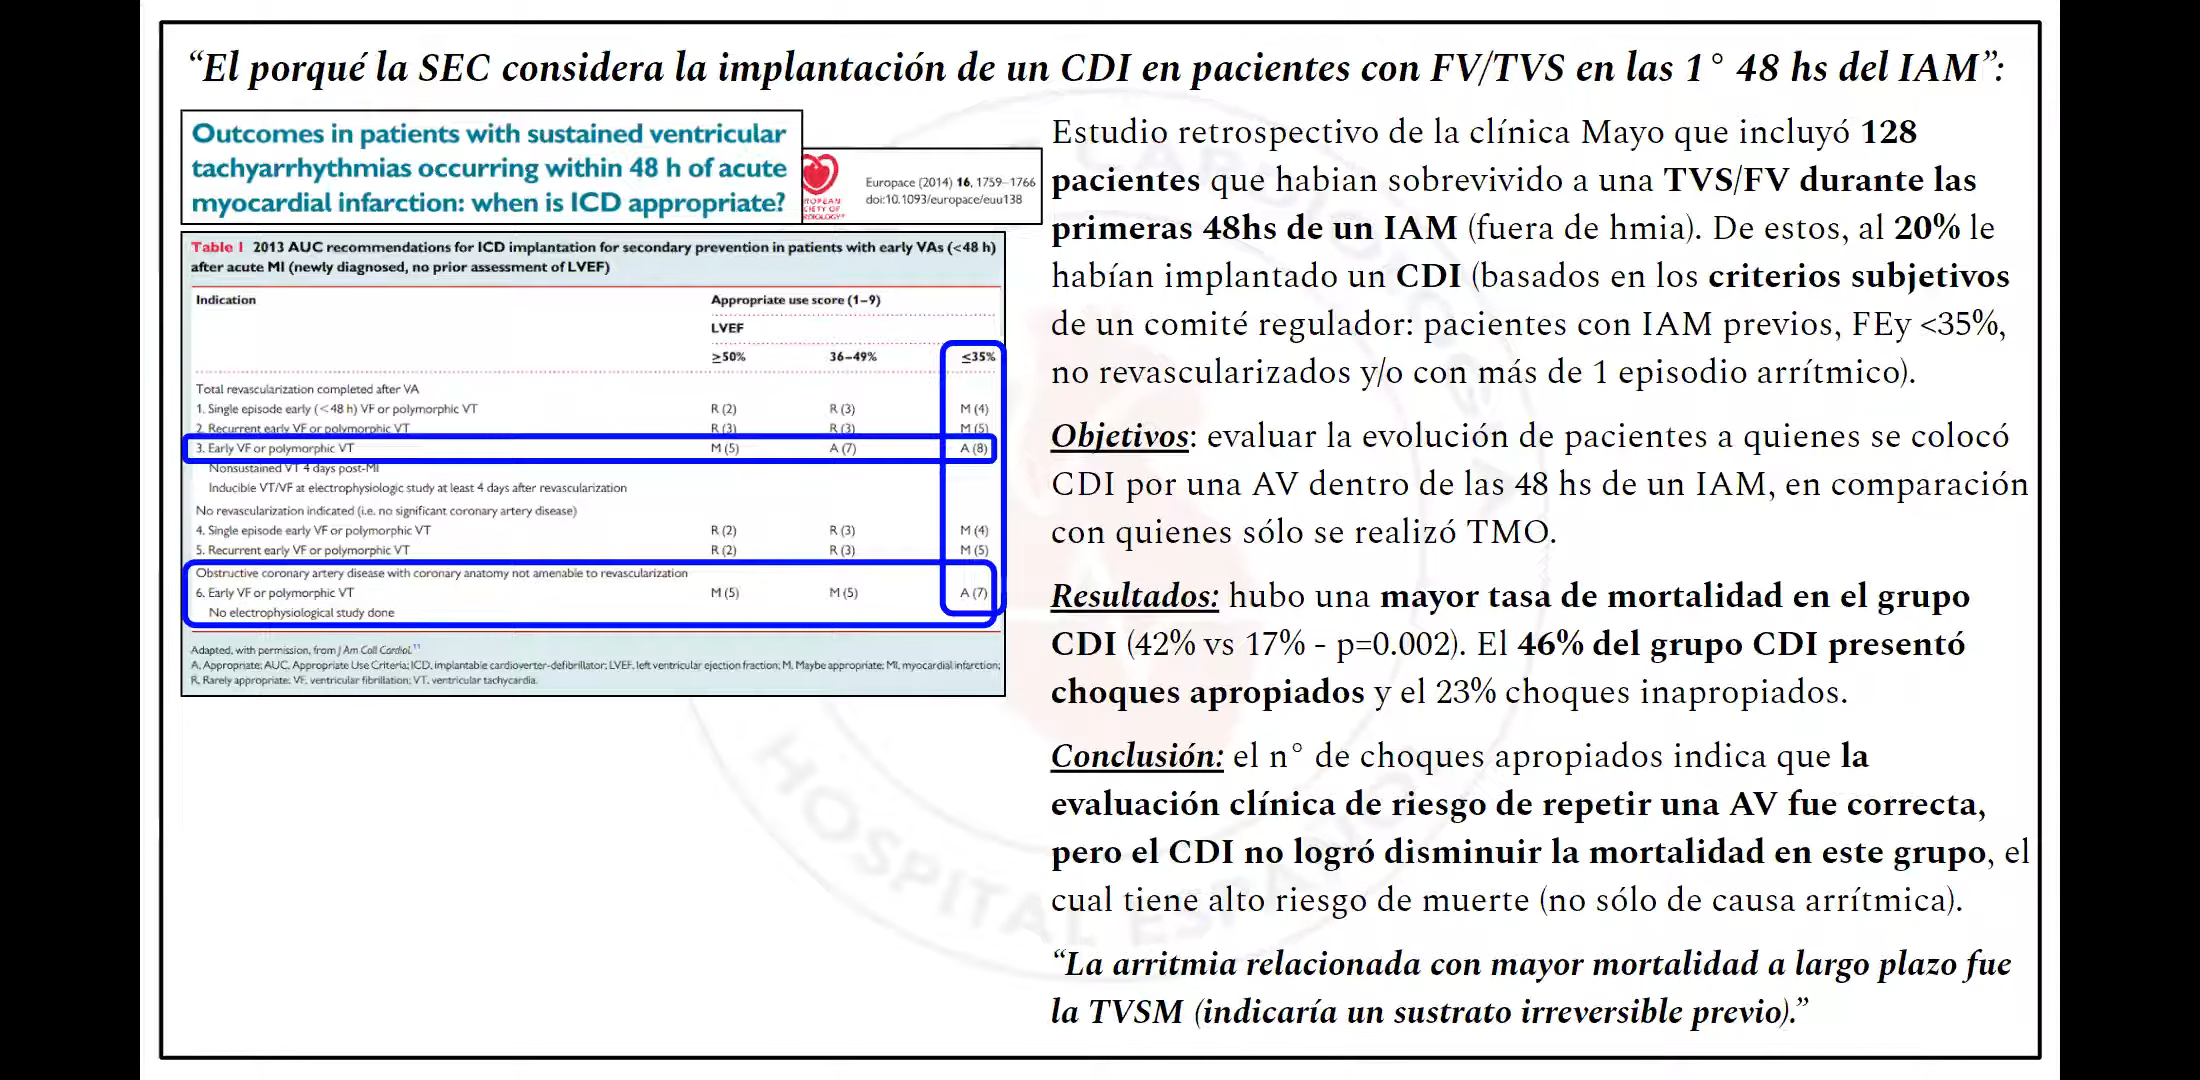 “El porqué la SEC considera la implantación de un CDI en pacientes con FV/TVS en las 1° 48 hs del IAM”:
Outcomes in patients with sustained ventricular
tachyarrhythmias occurring within 48 h of acute
myocardial infarction: when is ICD appropriate?
Europace (2014) 16, 1759–1766
doi:10.1093/europace/euu138
Table 1 2013 AUC recommendations for ICD implantation for secondary prevention in patients with early VAs (<48 h)
after acute MI (newly diagnosed, no prior assessment of LVEF)
Indication Appropriate use score (1–9)
LVEF
≥50% 36–49% ≤35%
Total revascularization completed after VA
1. Single episode early (<48 h) VF or polymorphic VT R (2) R (3) M (4)
2. Recurrent early VF or polymorphic VT R (3) R (3) M (5)
3. Early VF or polymorphic VT M (5) A (7) A (8)
Nonsustained VT 4 days post-MI
Inducible VT/VF at electrophysiologic study at least 4 days after revascularization
No revascularization indicated (i.e. no significant coronary artery disease)
4. Single episode early VF or polymorphic VT R (2) R (3) M (4)
5. Recurrent early VF or polymorphic VT R (2) R (3) M (5)
Obstructive coronary artery disease with coronary anatomy not amenable to revascularization
6. Early VF or polymorphic VT M (5) M (5) A (7)
No electrophysiological study done
Adapted, with permission, from J Am Coll Cardiol.11
A, Appropriate; AUC, Appropriate Use Criteria; ICD, implantable cardioverter-defibrillator; LVEF, left ventricular ejection fraction; M, Maybe appropriate; MI, myocardial infarction;
R, Rarely appropriate; VF, ventricular fibrillation; VT, ventricular tachycardia.
Estudio retrospectivo de la clínica Mayo que incluyó 128
pacientes que habian sobrevivido a una TVS/FV durante las
primeras 48hs de un IAM (fuera de hmia). De estos, al 20% le
habían implantado un CDI (basados en los criterios subjetivos
de un comité regulador: pacientes con IAM previos, FEy <35%,
no revascularizados y/o con más de 1 episodio arrítmico).
Objetivos: evaluar la evolución de pacientes a quienes se colocó
CDI por una AV dentro de las 48 hs de un IAM, en comparación
con quienes sólo se realizó TMO.
Resultados: hubo una mayor tasa de mortalidad en el grupo
CDI (42% vs 17% - p=0.002). El 46% del grupo CDI presentó
choques apropiados y el 23% choques inapropiados.
Conclusión: el n° de choques apropiados indica que la
evaluación clínica de riesgo de repetir una AV fue correcta,
pero el CDI no logró disminuir la mortalidad en este grupo, el
cual tiene alto riesgo de muerte (no sólo de causa arrítmica).
“La arritmia relacionada con mayor mortalidad a largo plazo fue
la TVSM (indicaría un sustrato irreversible previo).”
HOSPITAL ESPAÑOL